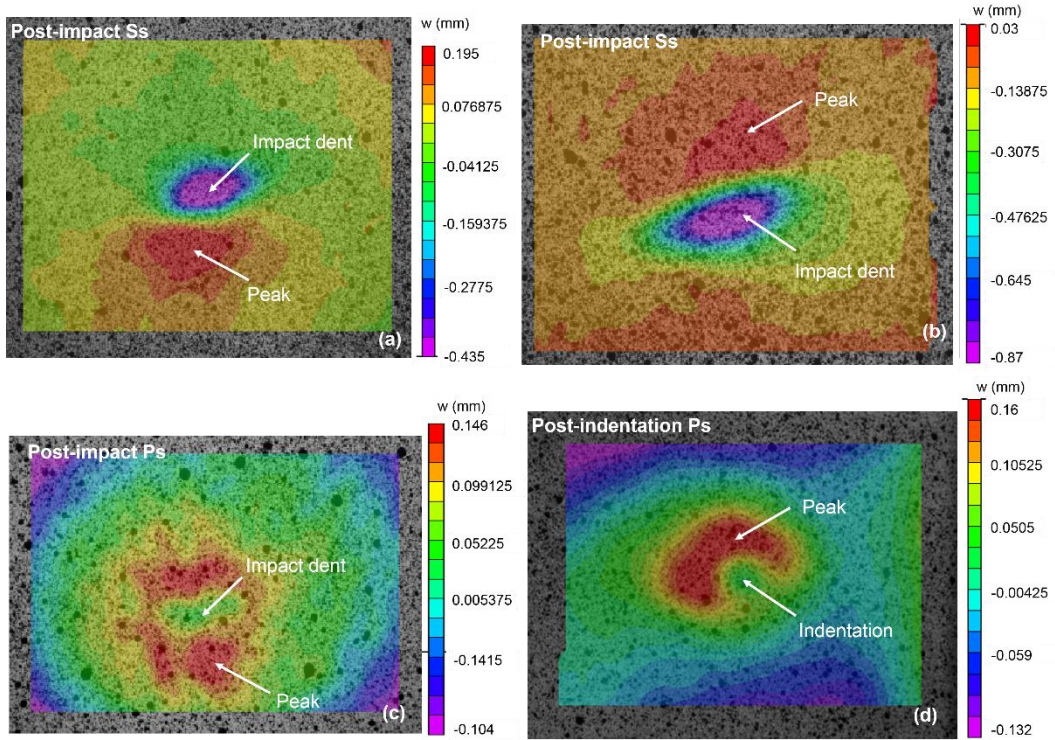 w (mm)
Post-impact Ss
0.195
0.076875
-0.04125
-0.159375
-0.2775
-0.435
Impact dent
Peak
(a)
w (mm)
Post-impact Ss
0.03
-0.13875
-0.3075
-0.47625
-0.645
-0.87
Peak
Impact dent
(b)
w (mm)
Post-impact Ps
0.146
0.099125
0.05225
0.005375
-0.1415
-0.104
Impact dent
Peak
(c)
w (mm)
Post-indentation Ps
0.16
0.10525
0.0505
-0.00425
-0.059
-0.132
Peak
Indentation
(d)